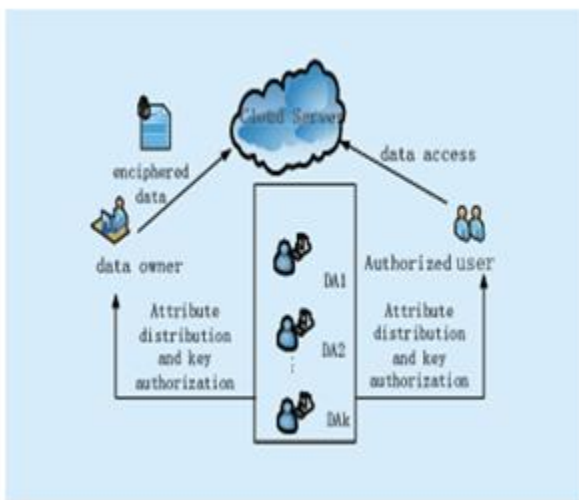 Cloud Server
enciphered
data
data access
data owner
Authorized user
DA1
Attribute
distribution
and key
authorization
DA2
Attribute
distribution
and key
authorization
DAk